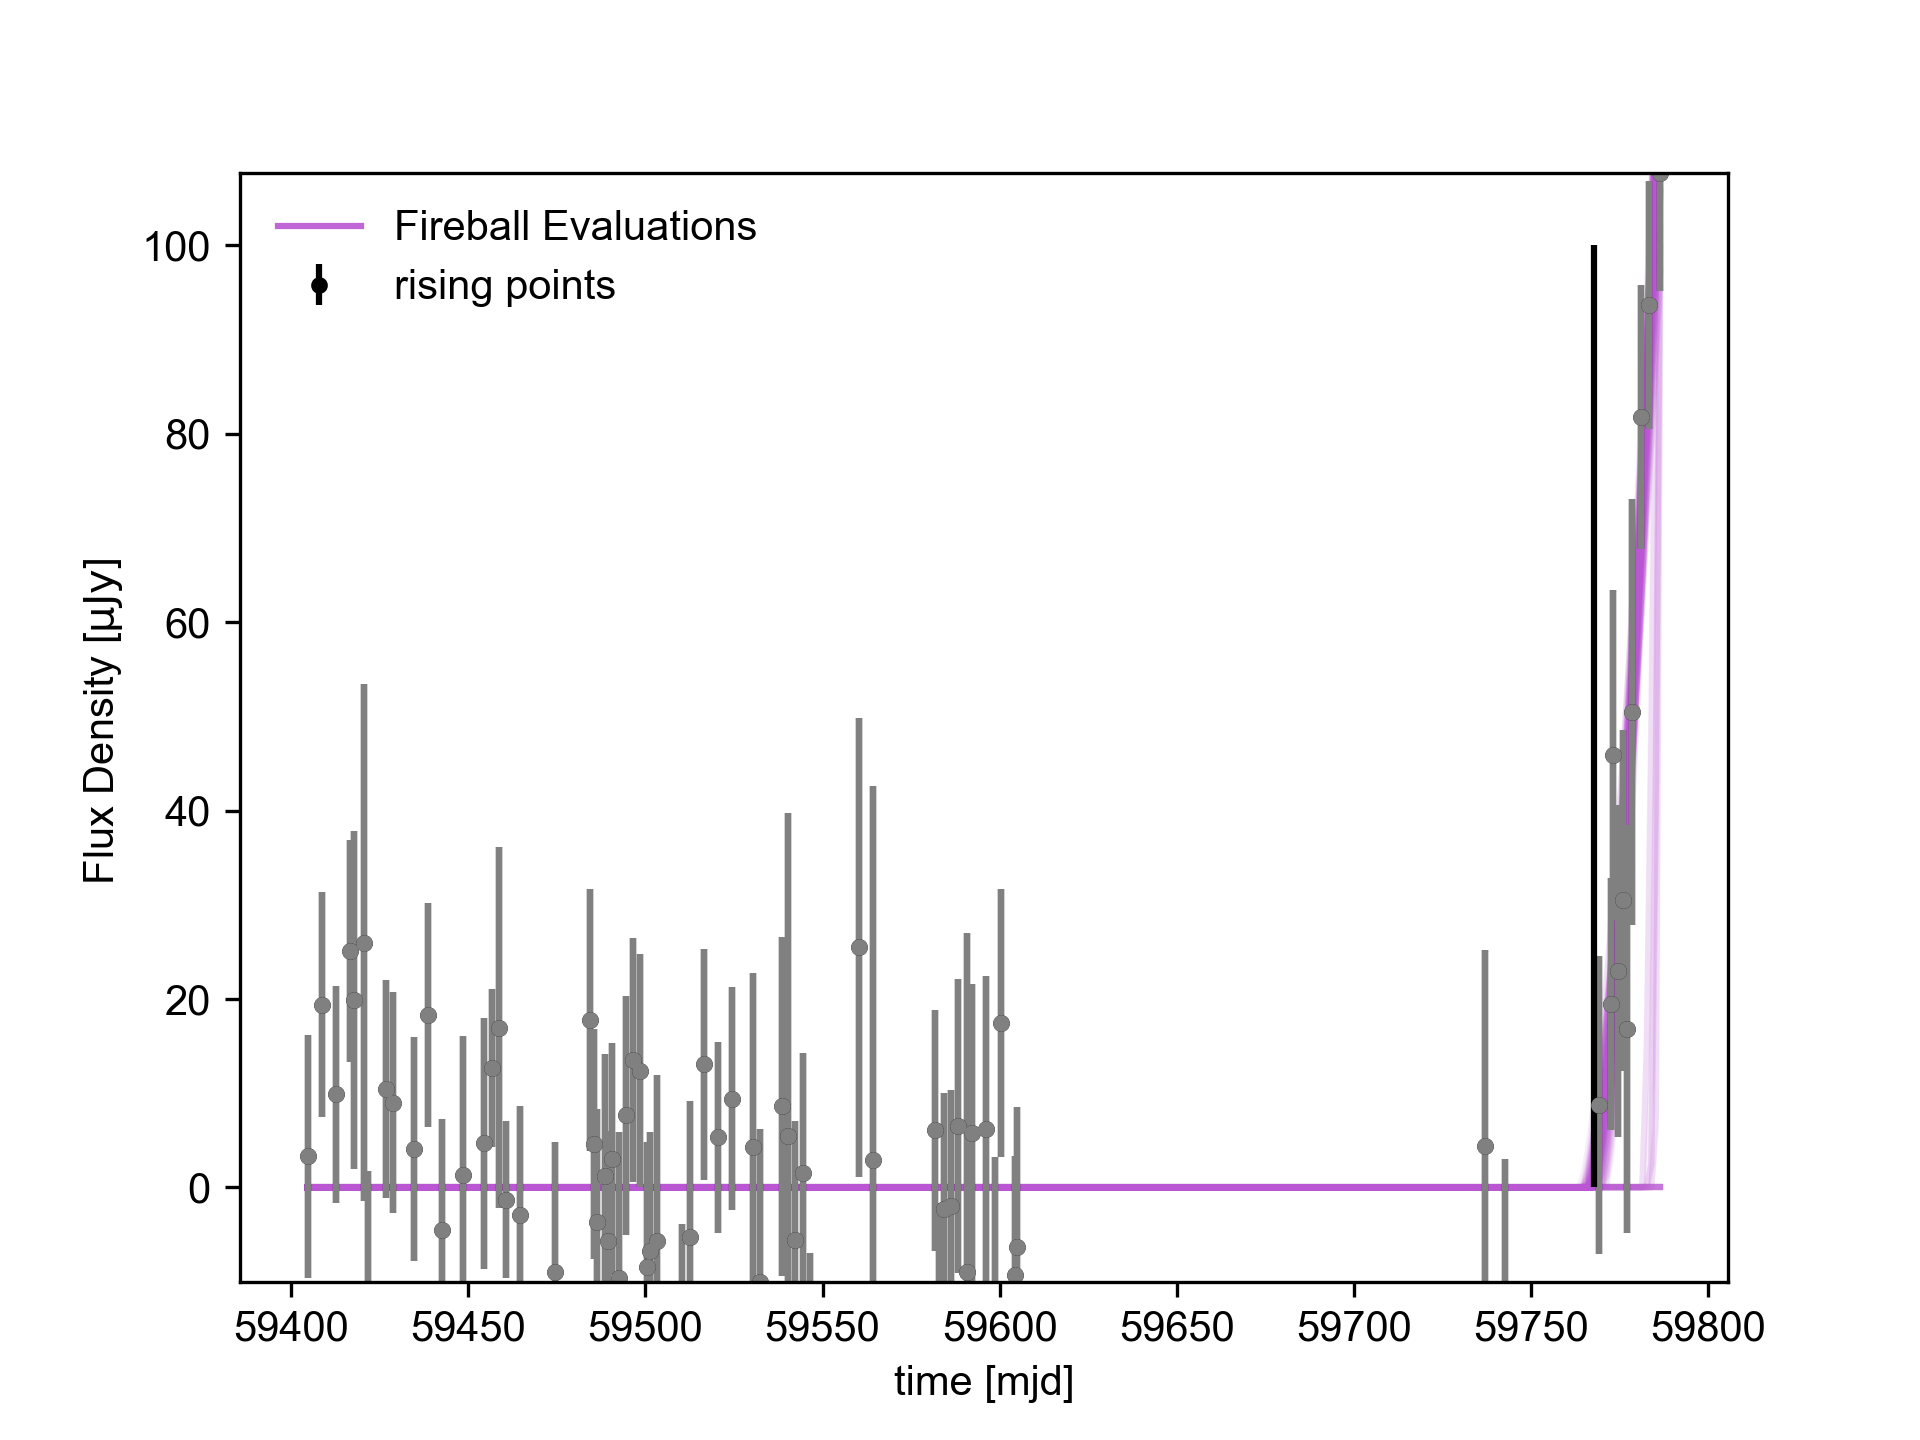 Fireball Evaluations
rising points
100
80
60
40
20
0
Flux Density [µJy]
59400 59450 59500 59550 59600 59650 59700 59750 59800
time [mjd]